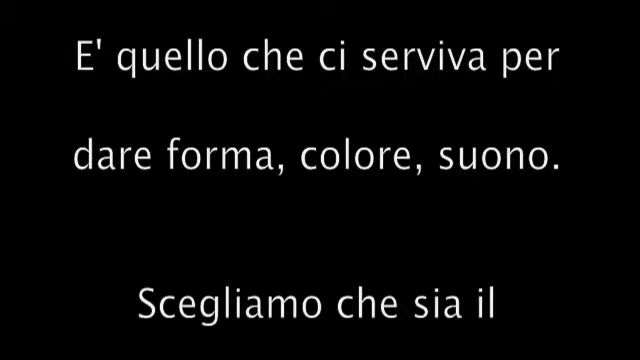 E' quello che ci serviva per
dare forma, colore, suono.
Scegliamo che sia il